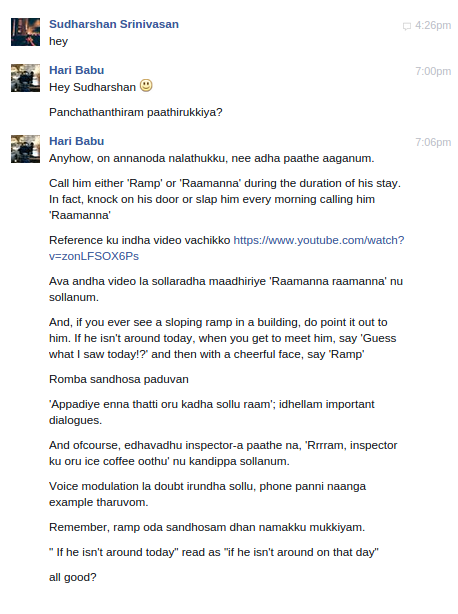 Sudharshan Srinivasan 4:26pm
hey
Hari Babu 7:00pm
Hey Sudharshan
Panchathanthiram paathirukkiya?
Hari Babu 7:06pm
Anyhow, on annanoda nalathukku, nee adha paathe aaganum.
Call him either 'Ramp' or 'Raamanna' during the duration of his stay.
In fact, knock on his door or slap him every morning calling him
'Raamanna'
Reference ku indha video vachikko https://www.youtube.com/watch?
v=zonLFSOX6Ps
Ava andha video la sollaradha maadhiriye 'Raamanna raamanna' nu
sollanum.
And, if you ever see a sloping ramp in a building, do point it out to
him. If he isn't around today, when you get to meet him, say 'Guess
what I saw today!?' and then with a cheerful face, say 'Ramp'
Romba sandhosa paduvan
'Appadiye enna thatti oru kadha sollu raam'; idhellam important
dialogues.
And ofcourse, edhavadhu inspector-a paathe na, 'Rrrram, inspector
ku oru ice coffee oothu' nu kandippa sollanum.
Voice modulation la doubt irundha sollu, phone panni naanga
example tharuvom.
Remember, ramp oda sandhosam dhan namakku mukkiyam.
" If he isn't around today" read as "if he isn't around on that day"
all good?